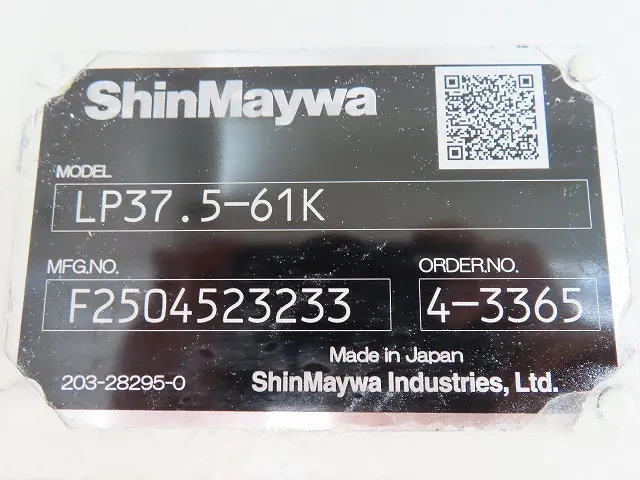 ShinMaywa
MODEL
LP37.5-61K
MFG.NO.
ORDER.NO.
F2504523233
4-3365
Made in Japan
203-28295-0
ShinMaywa Industries, Ltd.